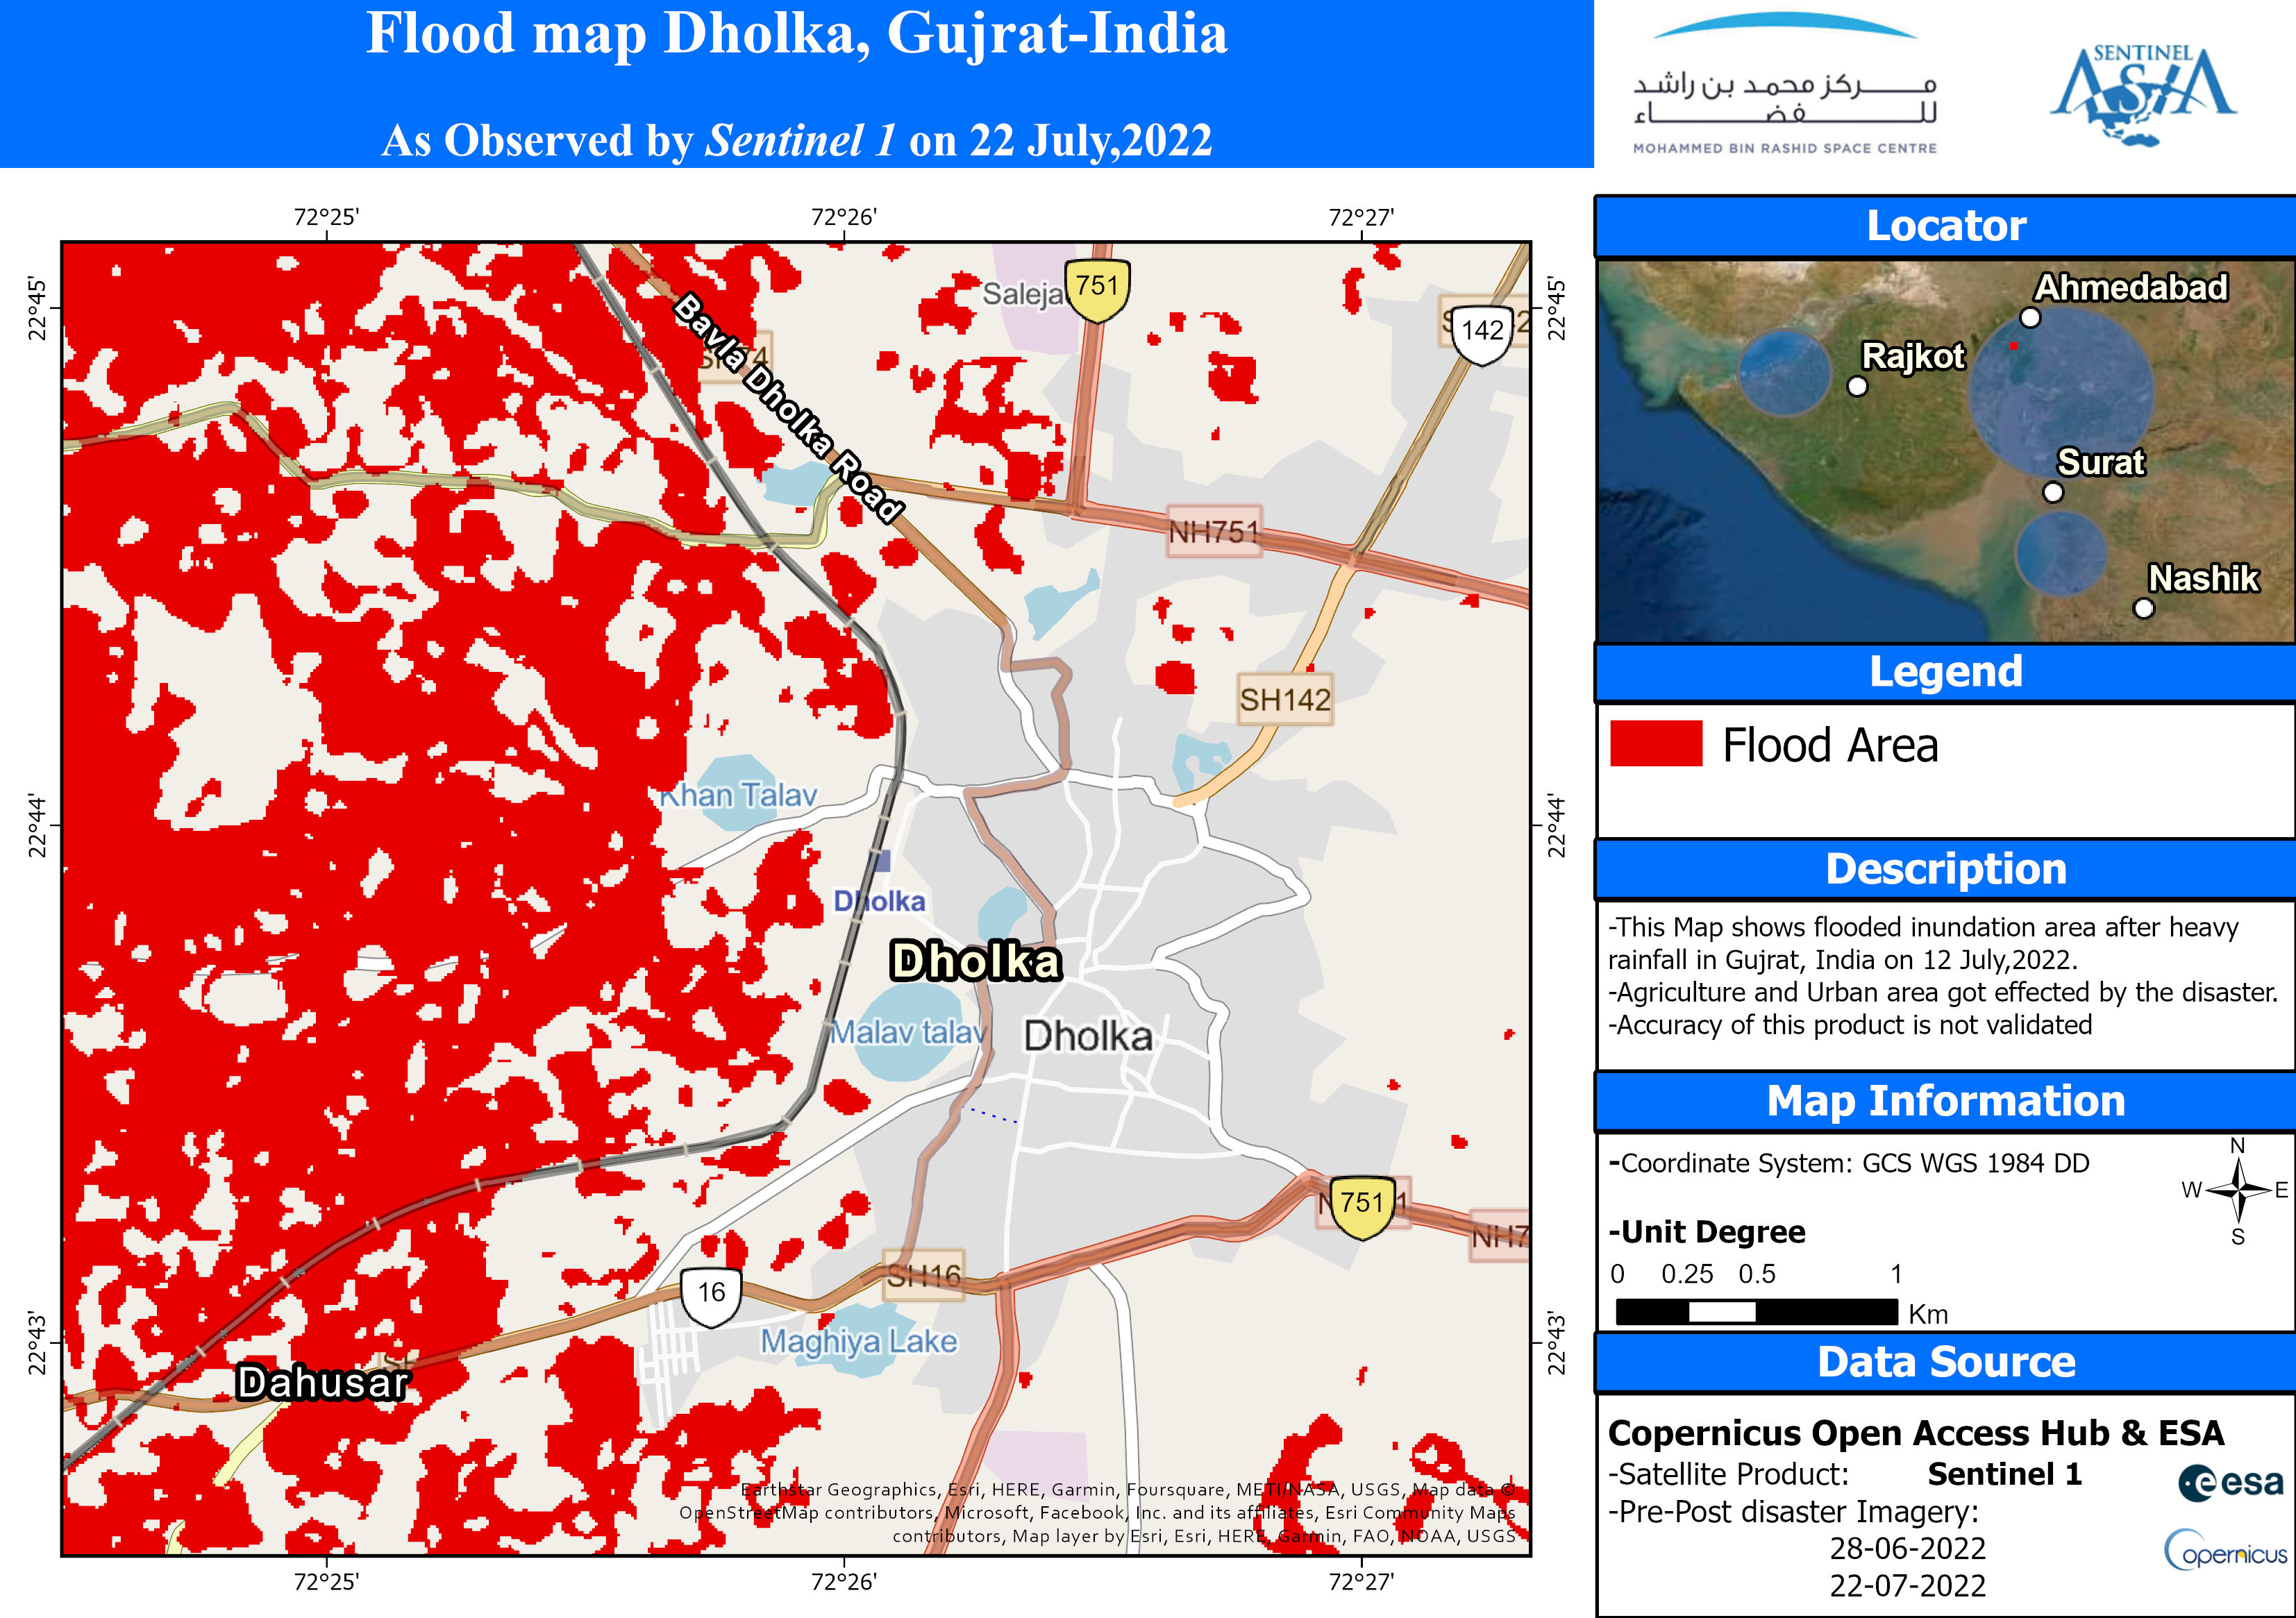 Flood map Dholka, Gujrat-India
As Observed by Sentinel 1 on 22 July,2022
مركز محمد بن راشد
للفضاء
MOHAMMED BIN RASHID SPACE CENTRE
SENTINEL
ASIA
72°25'
72°26'
72°27'
22°45'
22°45'
22°44'
22°44'
22°43'
22°43'
72°25'
72°26'
72°27'
751
142
Bavla Dholka Road
NH751
SH142
Khan Talav
Dholka
Dholka
Malav talav
Dholka
751
SH16
16
Maghiya Lake
Dahusar
Earthstar Geographics, Esri, HERE, Garmin, Foursquare, METI/NASA, USGS, Map data ©
OpenStreetMap contributors, Microsoft, Facebook, Inc. and its affiliates, Esri Community Maps
contributors, Map layer by Esri, Esri, HERE, Garmin, FAO, NOAA, USGS
Locator
Ahmedabad
Rajkot
Surat
Nashik
Legend
Flood Area
Description
-This Map shows flooded inundation area after heavy
rainfall in Gujrat, India on 12 July,2022.
-Agriculture and Urban area got effected by the disaster.
-Accuracy of this product is not validated
Map Information
-Coordinate System: GCS WGS 1984 DD
N
W E
S
-Unit Degree
0 0.25 0.5 1
Km
Data Source
Copernicus Open Access Hub & ESA
-Satellite Product: Sentinel 1
esa
-Pre-Post disaster Imagery:
28-06-2022
opernicus
22-07-2022